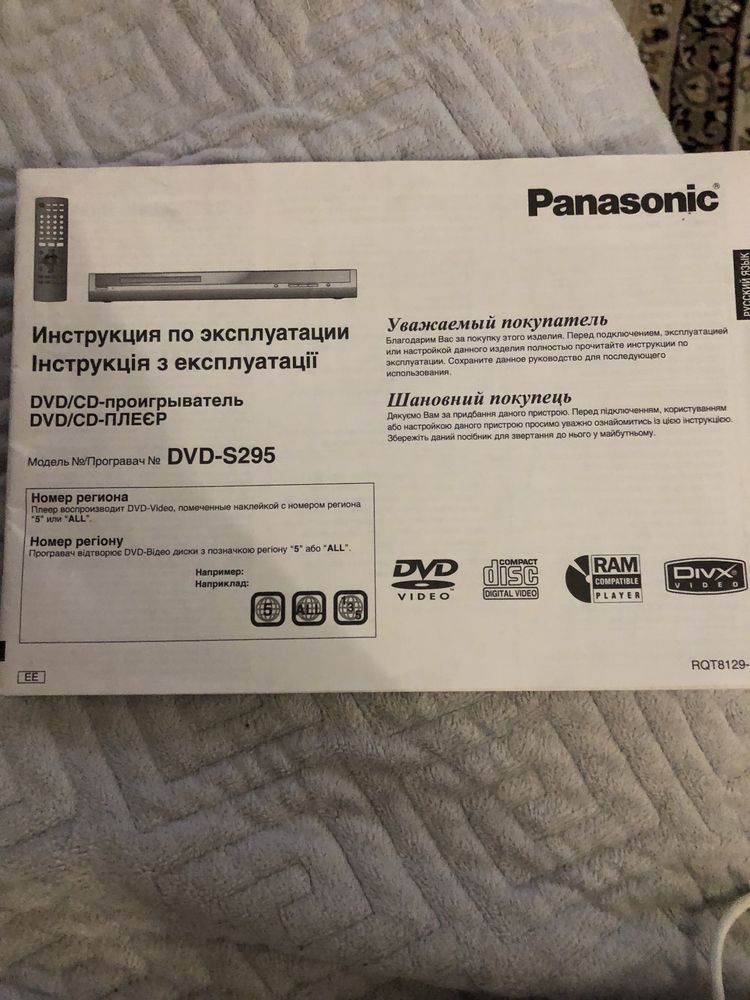 Panasonic®
РУССКИЙ ЯЗЫК
Инструкция по эксплуатации
Інструкція з експлуатації
DVD/CD-проигрыватель
DVD/CD-ПЛЕЄР
Модель №/Програвач № DVD-S295
Номер региона
Плеер воспроизводит DVD-Video, помеченные наклейкой с номером региона
"5" или "ALL".
Номер регіону
Програвач відтворює DVD-Відео диски з позначкою регіону "5" або "ALL".
Например:
Наприклад:
5
ALL
1 3 5
Уважаемый покупатель
Благодарим Вас за покупку этого изделия. Перед подключением, эксплуатацией
или настройкой данного изделия полностью прочитайте инструкции по
эксплуатации. Сохраните данное руководство для последующего
использования.
Шановний покупець
Дякуємо Вам за придбання даного пристрою. Перед підключенням, користуванням
або настройкою даного пристрою просимо уважно ознайомитись із цією інструкцією.
Збережіть даний посібник для звертання до нього у майбутньому.
DVD
VIDEO™
COMPACT
disc
DIGITAL VIDEO
RAM
COMPATIBLE
PLAYER
DIVX®
VIDEO
EE
RQT8129-